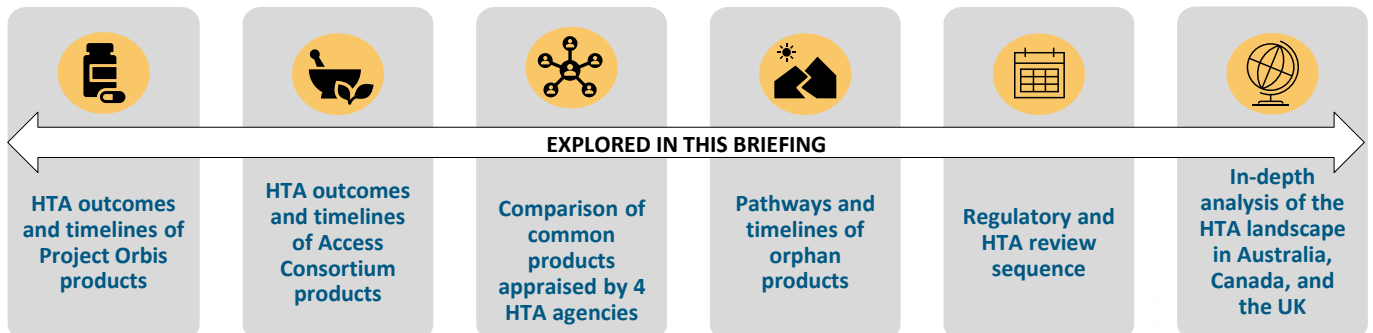 EXPLORED IN THIS BRIEFING
HTA outcomes
and timelines of
Project Orbis
products
HTA outcomes
and timelines
of Access
Consortium
products
Comparison of
common
products
appraised by 4
HTA agencies
Pathways and
timelines of
orphan
products
Regulatory and
HTA review
sequence
In-depth
analysis of the
HTA landscape
in Australia,
Canada, and
the UK